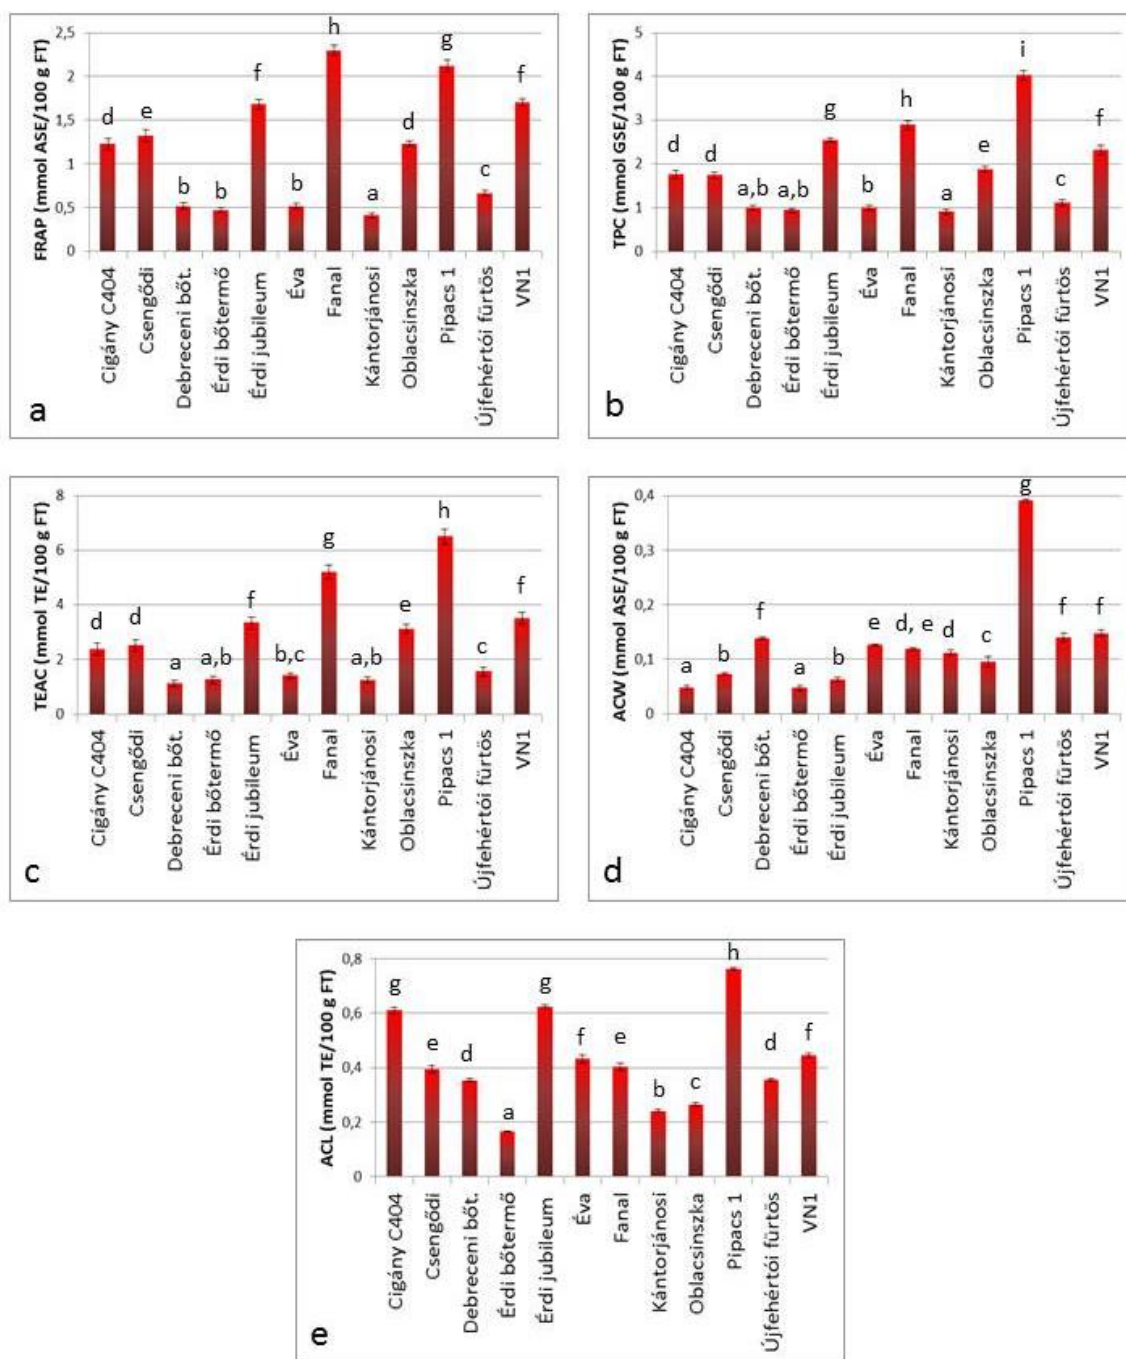 FRAP (mmol ASE/100 g FT)
2,5
2
1,5
1
0,5
0
d
e
b
b
f
b
h
a
d
g
c
f
Cigány C404
Csengődi
Debreceni bőt.
Érdi bőtermő
Érdi jubileum
Éva
Fanal
Kántorjánosi
Oblacsinszka
Pipacs 1
Újfehértói fürtös
VN1
a
TPC (mmol GSE/100 g FT)
5
4
3
2
1
0
d
d
a,b
a,b
g
b
h
a
e
i
c
f
Cigány C404
Csengődi
Debreceni bőt.
Érdi bőtermő
Érdi jubileum
Éva
Fanal
Kántorjánosi
Oblacsinszka
Pipacs 1
Újfehértói fürtös
VN1
b
TEAC (mmol TE/100 g FT)
8
6
4
2
0
d
d
a
a,b
f
b,c
g
a,b
e
h
c
f
Cigány C404
Csengődi
Debreceni bőt.
Érdi bőtermő
Érdi jubileum
Éva
Fanal
Kántorjánosi
Oblacsinszka
Pipacs 1
Újfehértói fürtös
VN1
c
ACW (mmol ASE/100 g FT)
0,4
0,3
0,2
0,1
0
a
b
f
a
b
e
d, e
d
c
g
f
f
Cigány C404
Csengődi
Debreceni bőt.
Érdi bőtermő
Érdi jubileum
Éva
Fanal
Kántorjánosi
Oblacsinszka
Pipacs 1
Újfehértói fürtös
VN1
d
ACL (mmol TE/100 g FT)
0,8
0,6
0,4
0,2
0
g
e
d
a
g
f
e
b
c
h
d
f
Cigány C404
Csengődi
Debreceni bőt.
Érdi bőtermő
Érdi jubileum
Éva
Fanal
Kántorjánosi
Oblacsinszka
Pipacs 1
Újfehértói fürtös
VN1
e